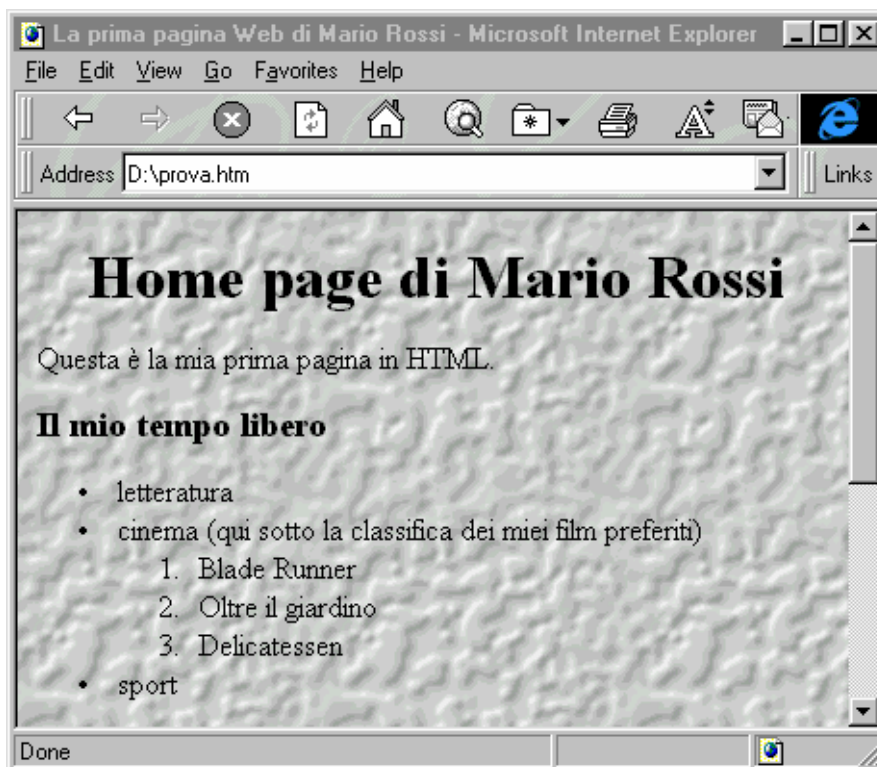 La prima pagina Web di Mario Rossi - Microsoft Internet Explorer
File Edit View Go Favorites Help
Address D:\prova.htm Links
Home page di Mario Rossi
Questa è la mia prima pagina in HTML.
Il mio tempo libero
• letteratura
• cinema (qui sotto la classifica dei miei film preferiti)
1. Blade Runner
2. Oltre il giardino
3. Delicatessen
• sport
Done